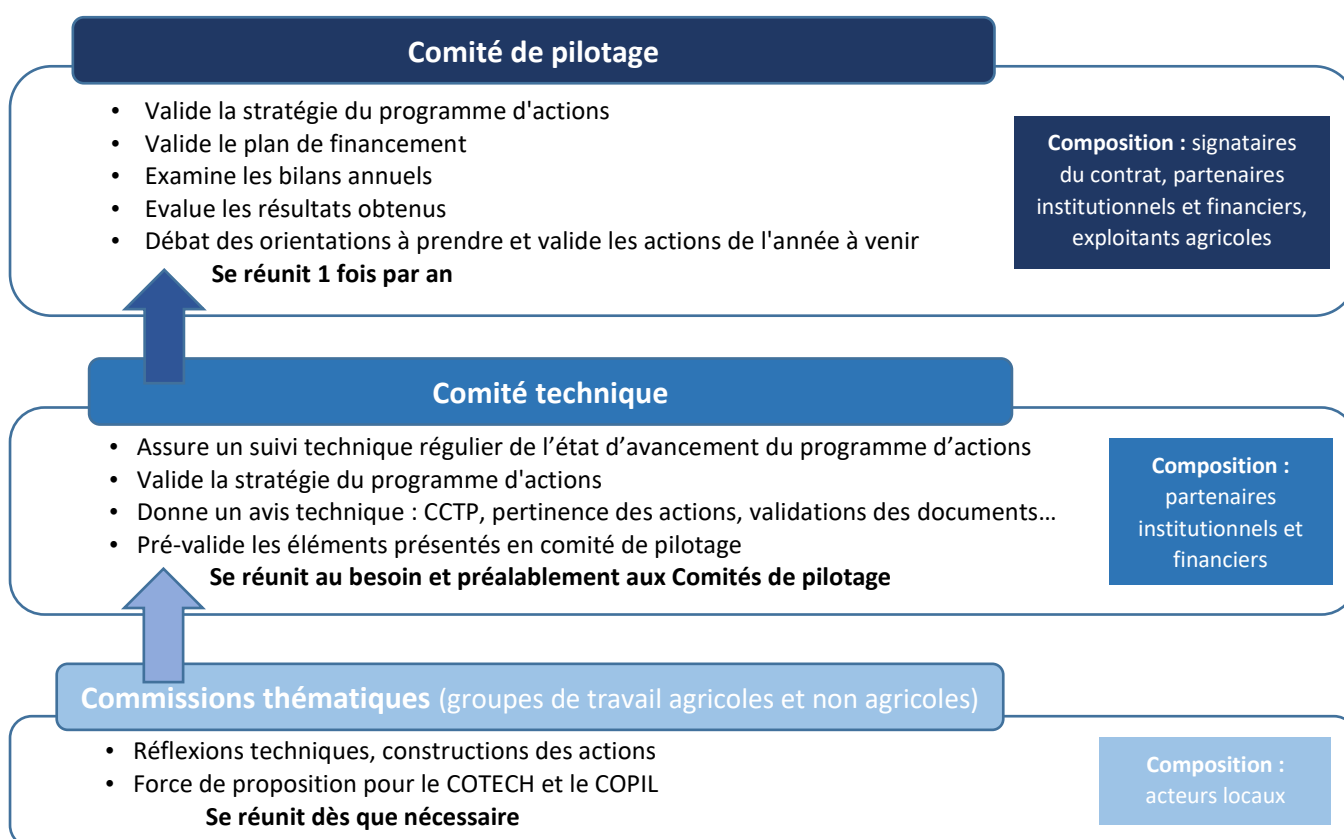 Comité de pilotage
• Valide la stratégie du programme d'actions
• Valide le plan de financement
• Examine les bilans annuels
• Evalue les résultats obtenus
• Débat des orientations à prendre et valide les actions de l'année à venir
Se réunit 1 fois par an
Composition : signataires
du contrat, partenaires
institutionnels et financiers,
exploitants agricoles
Comité technique
• Assure un suivi technique régulier de l’état d’avancement du programme d’actions
• Valide la stratégie du programme d'actions
• Donne un avis technique : CCTP, pertinence des actions, validations des documents…
• Pré-valide les éléments présentés en comité de pilotage
Se réunit au besoin et préalablement aux Comités de pilotage
Composition :
partenaires
institutionnels et
financiers
Commissions thématiques (groupes de travail agricoles et non agricoles)
• Réflexions techniques, constructions des actions
• Force de proposition pour le COTECH et le COPIL
Se réunit dès que nécessaire
Composition :
acteurs locaux